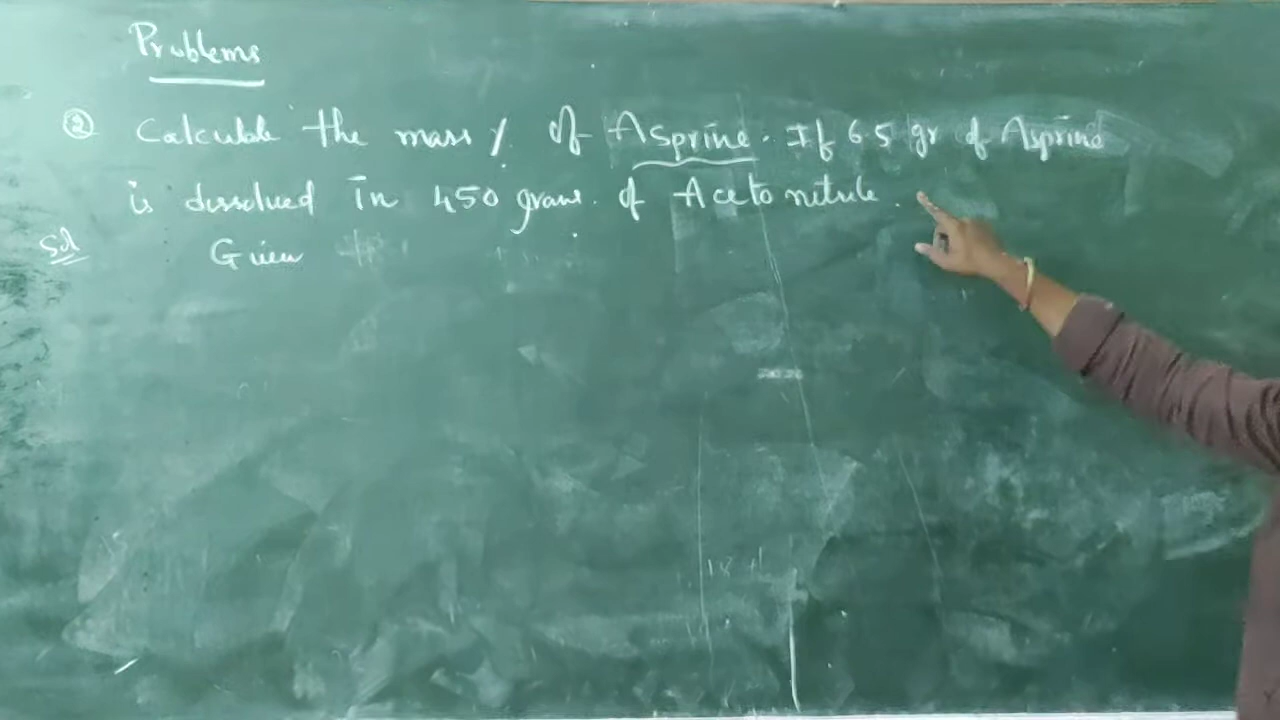 Problems
② Calculate the mass % of Asprine. If 6.5 gr of Asprine
is dissolved in 450 grams. of Acetonitrile.
Sol Given